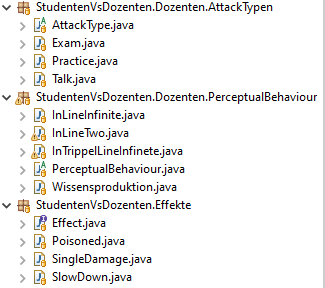 StudentenVsDozenten.Dozenten.AttackTypen
AttackType.java
Exam.java
Practice.java
Talk.java
StudentenVsDozenten.Dozenten.PerceptualBehaviour
InLineInfinite.java
InLineTwo.java
InTrippelLineInfinete.java
PerceptualBehaviour.java
Wissensproduktion.java
StudentenVsDozenten.Effekte
Effect.java
Poisoned.java
SingleDamage.java
SlowDown.java